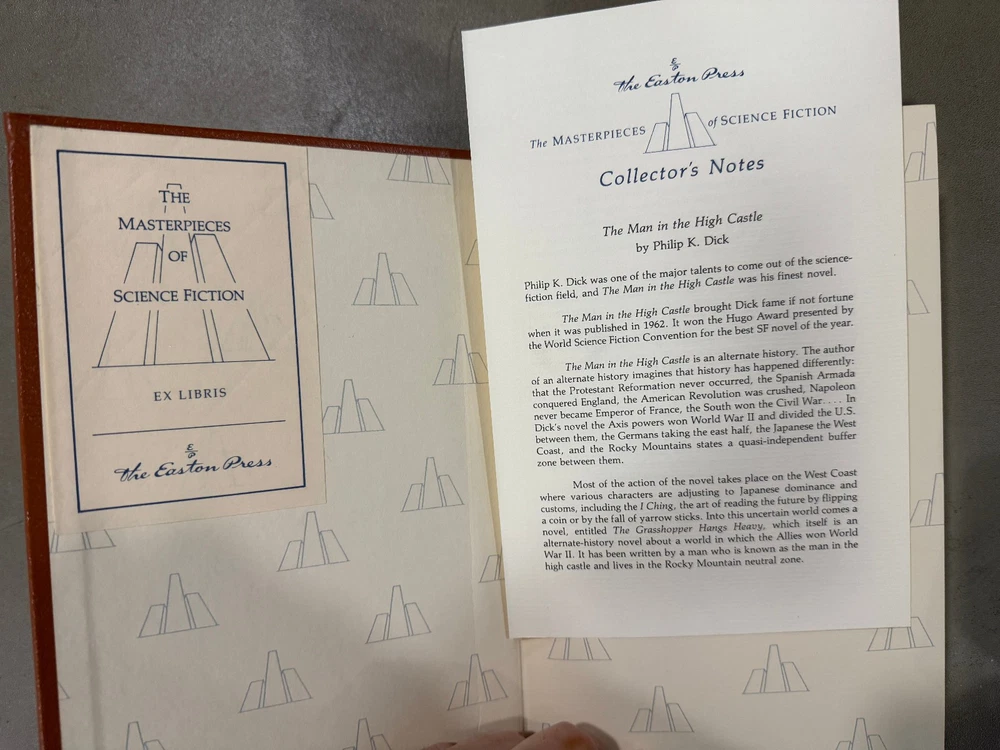 THE
MASTERPIECES
OF
SCIENCE FICTION
EX LIBRIS
E/P
The Easton Press
E/P
The Easton Press
The MASTERPIECES of SCIENCE FICTION
Collector's Notes
The Man in the High Castle
by Philip K. Dick
Philip K. Dick was one of the major talents to come out of the science-
fiction field, and The Man in the High Castle was his finest novel.
The Man in the High Castle brought Dick fame if not fortune
when it was published in 1962. It won the Hugo Award presented by
the World Science Fiction Convention for the best SF novel of the year.
The Man in the High Castle is an alternate history. The author
of an alternate history imagines that history has happened differently:
that the Protestant Reformation never occurred, the Spanish Armada
conquered England, the American Revolution was crushed, Napoleon
never became Emperor of France, the South won the Civil War.... In
Dick's novel the Axis powers won World War II and divided the U.S.
between them, the Germans taking the east half, the Japanese the West
Coast, and the Rocky Mountains states a quasi-independent buffer
zone between them.
Most of the action of the novel takes place on the West Coast
where various characters are adjusting to Japanese dominance and
customs, including the I Ching, the art of reading the future by flipping
a coin or by the fall of yarrow sticks. Into this uncertain world comes a
novel, entitled The Grasshopper Hangs Heavy, which itself is an
alternate-history novel about a world in which the Allies won World
War II. It has been written by a man who is known as the man in the
high castle and lives in the Rocky Mountain neutral zone.